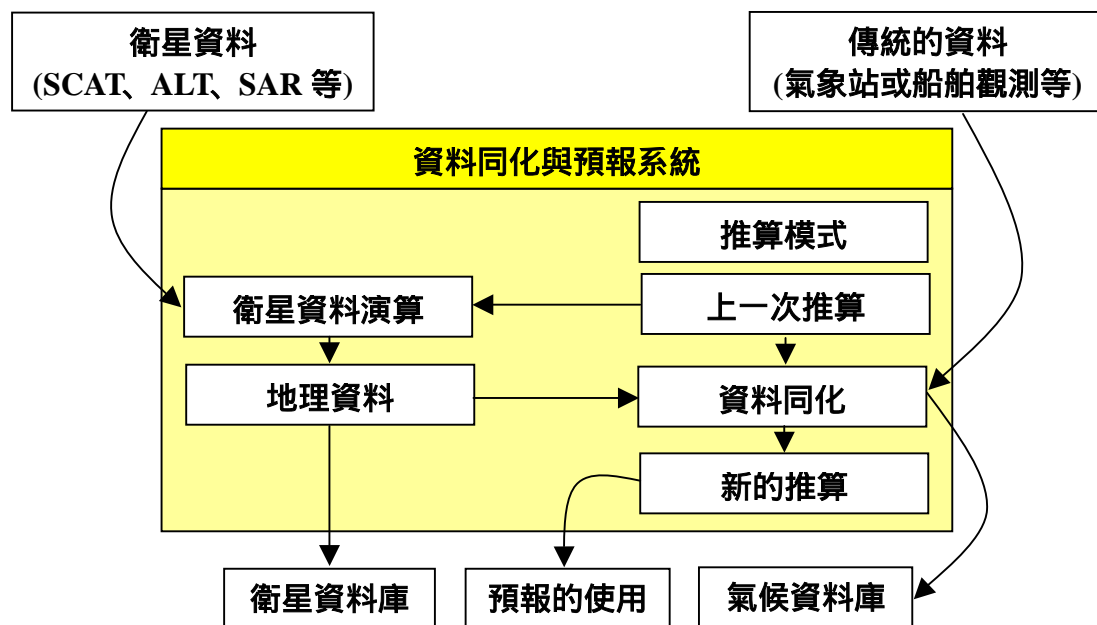 衛星資料
(SCAT、ALT、SAR 等)
傳統的資料
(氣象站或船舶觀測等)
資料同化與預報系統
推算模式
衛星資料演算
上一次推算
地理資料
資料同化
新的推算
衛星資料庫
預報的使用
氣候資料庫